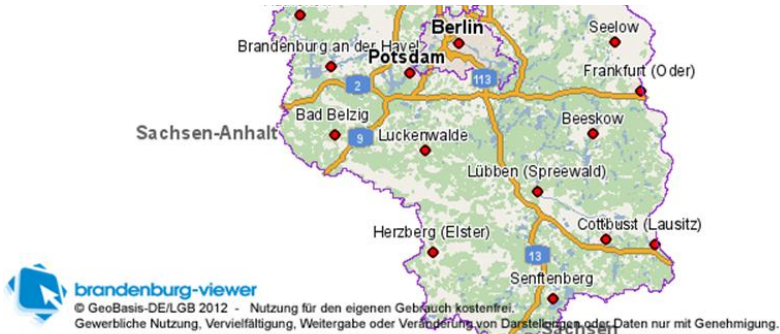 Berlin
Seelow
Brandenburg an der Havel
Potsdam
Frankfurt (Oder)
113
2
Bad Belzig
Beeskow
Sachsen-Anhalt
9
Luckenwalde
Lübben (Spreewald)
Herzberg (Elster)
(Lausitz)
13
Senftenberg
brandenburg-viewer
© GeoBasis-DE/LGB 2012 - Nutzung für den eigenen Gebrauch kostenfrei.
Gewerbliche Nutzung, Vervielfältigung, Weitergabe oder Veränderung von Darstellungen oder Daten nur mit Genehmigung.
Sachsen